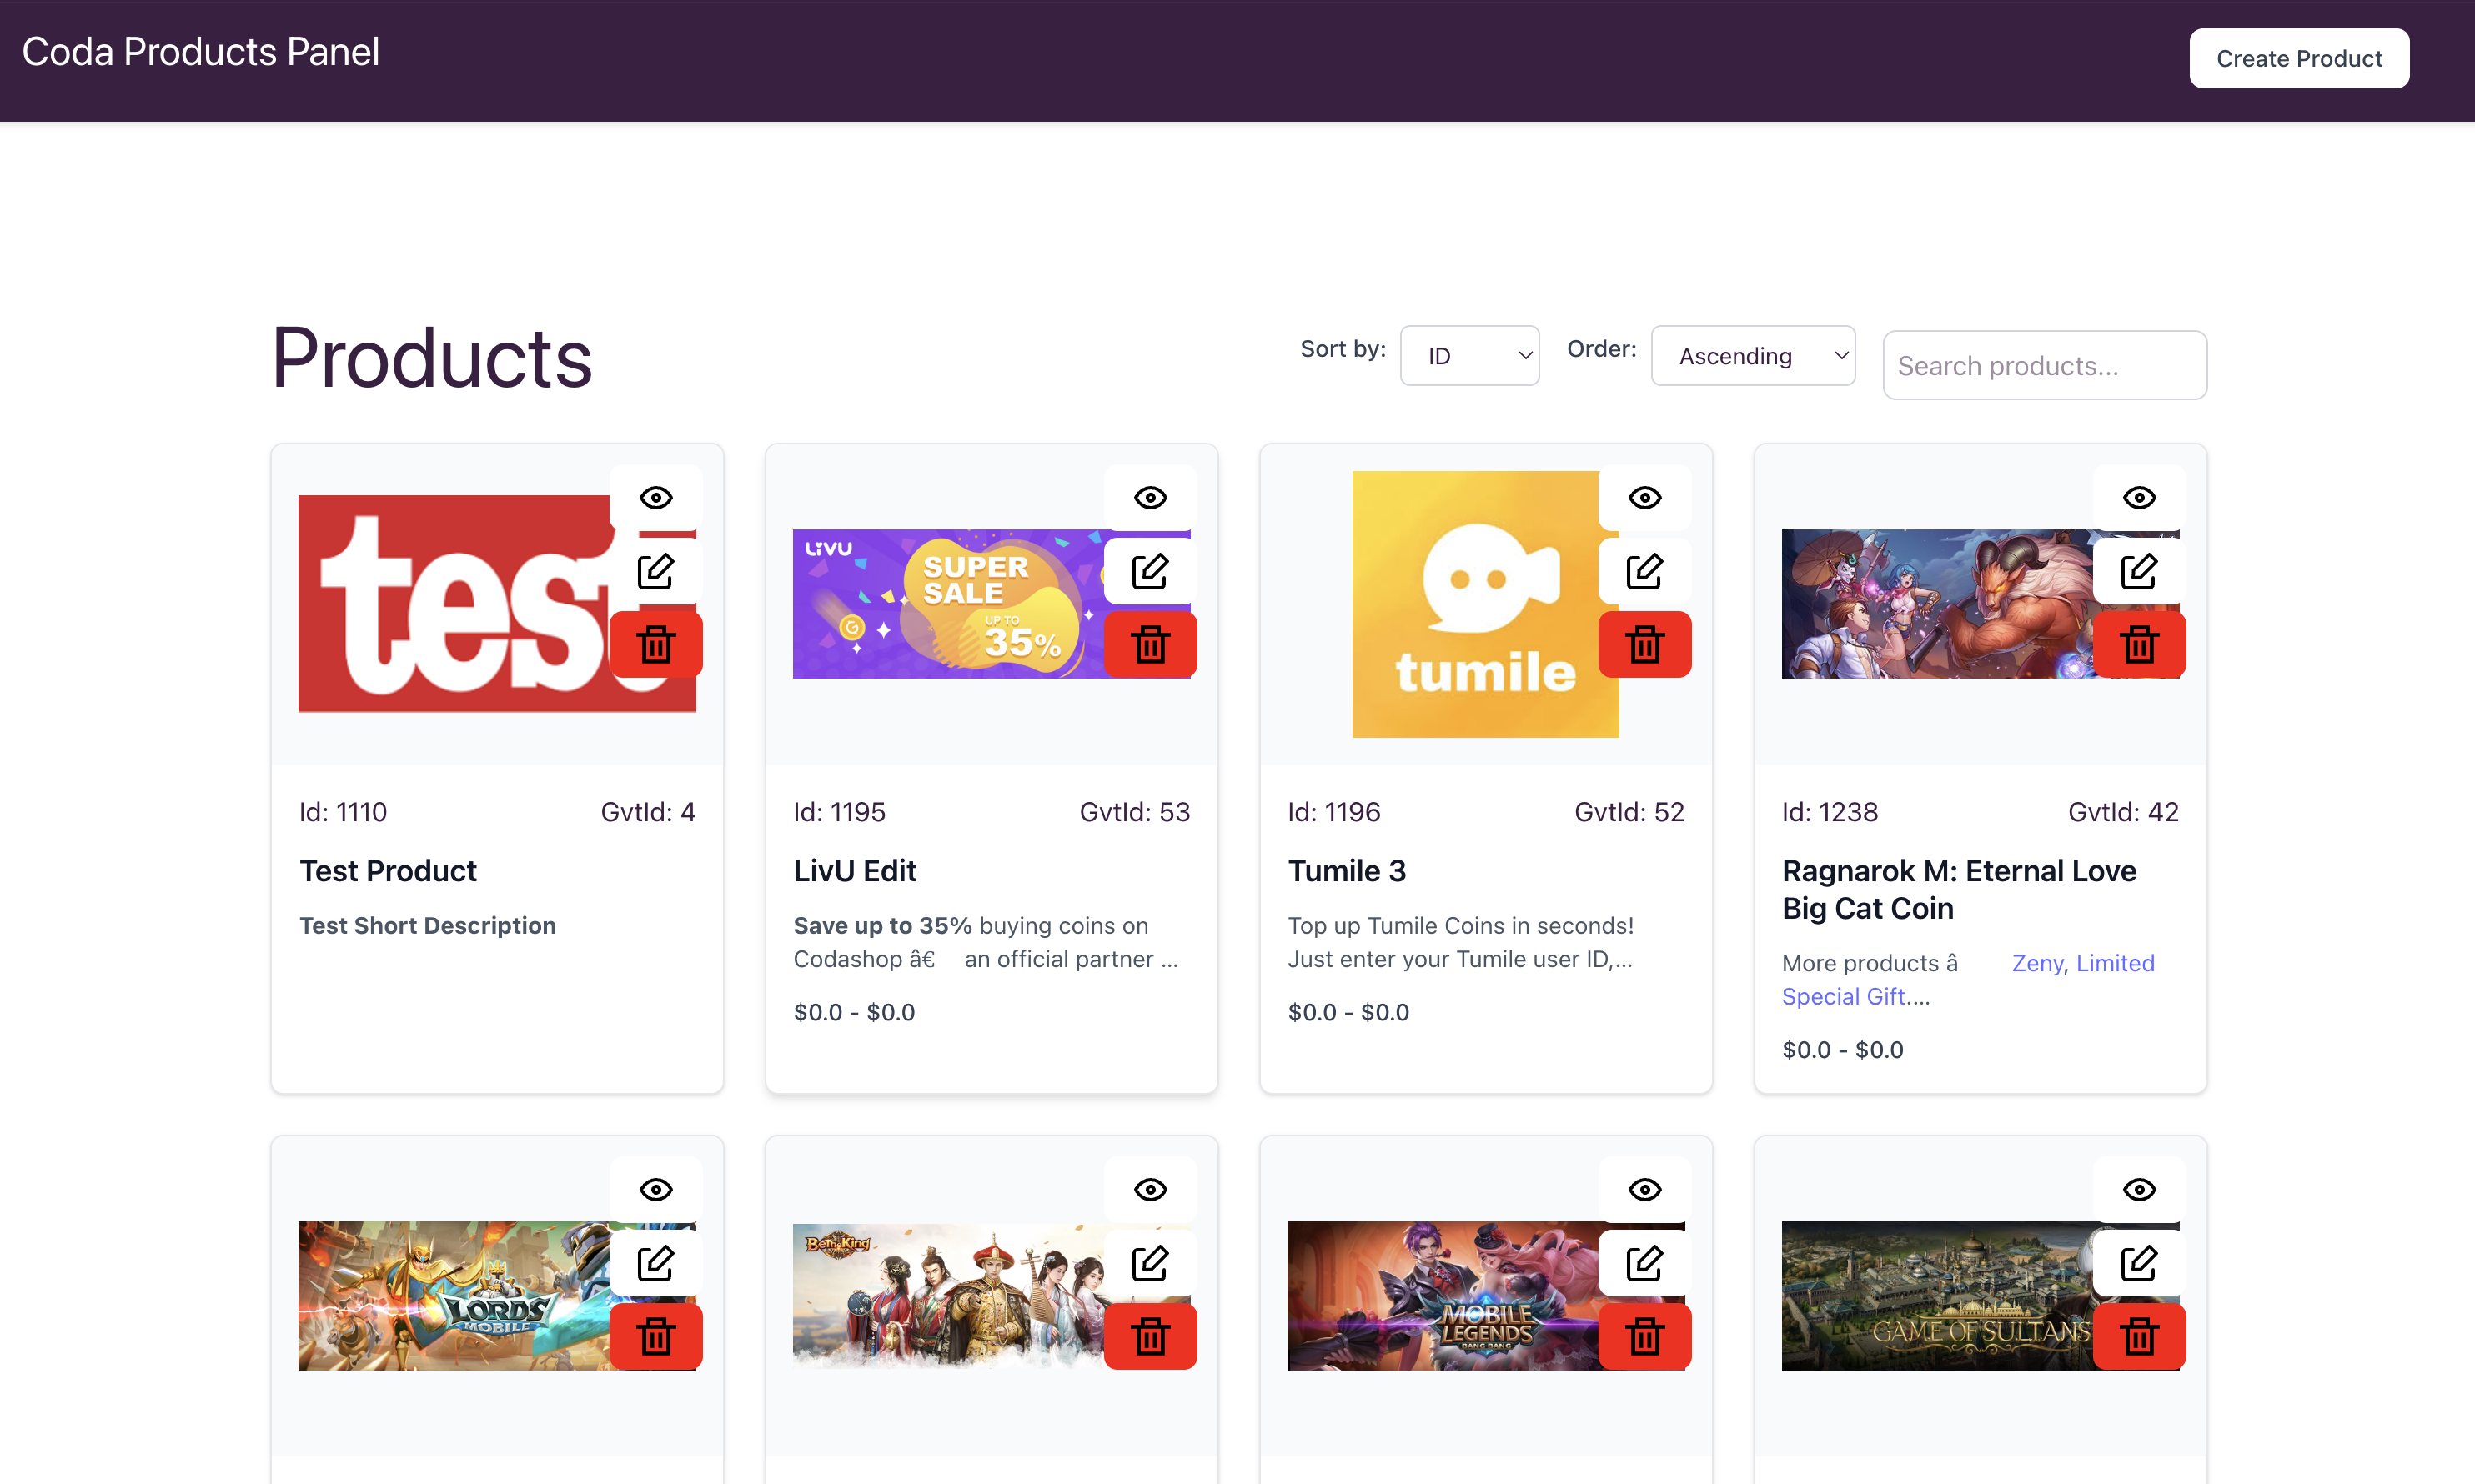 Coda Products Panel
Create Product
Products
Sort by:
ID
Order:
Ascending
Search products...
LIVU
SUPER
SALE
UP TO
35%
G
tumile
Id: 1110
GvtId: 4
Test Product
Test Short Description
Id: 1195
GvtId: 53
LivU Edit
Save up to 35% buying coins on
Codashop â€ an official partner ...
$0.0 - $0.0
Id: 1196
GvtId: 52
Tumile 3
Top up Tumile Coins in seconds!
Just enter your Tumile user ID,...
$0.0 - $0.0
Id: 1238
GvtId: 42
Ragnarok M: Eternal Love
Big Cat Coin
More products â Zeny, Limited
Special Gift....
$0.0 - $0.0
LORDS
MOBILE
Be The King
MOBILE
LEGENDS
BANG BANG
GAME OF SULTANS